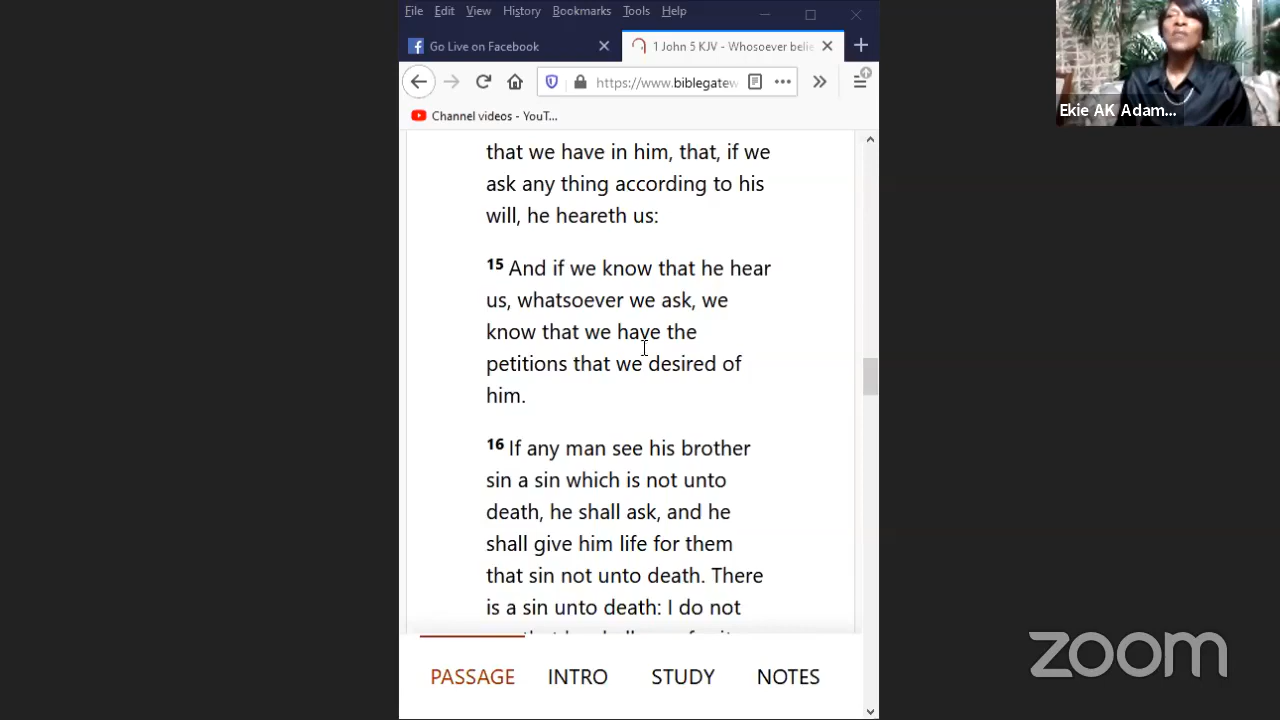 File Edit View History Bookmarks Tools Help
Go Live on Facebook
1 John 5 KJV - Whosoever belie
https://www.biblegatew
Channel videos - YouT...
that we have in him, that, if we
ask any thing according to his
will, he heareth us:
15 And if we know that he hear
us, whatsoever we ask, we
know that we have the
petitions that we desired of
him.
16 If any man see his brother
sin a sin which is not unto
death, he shall ask, and he
shall give him life for them
that sin not unto death. There
is a sin unto death: I do not
PASSAGE INTRO STUDY NOTES
Ekie AK Adam...
zoom